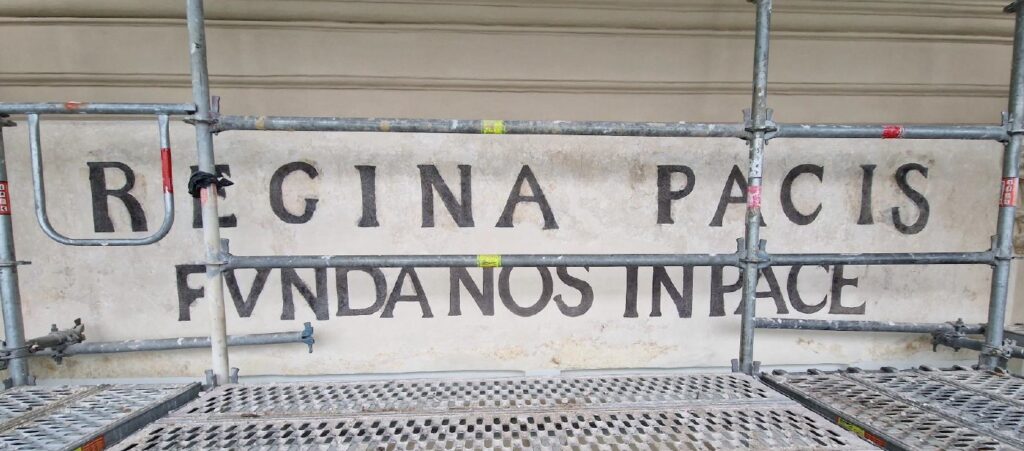 REGINA PACIS
FVNDA NOS IN PACE